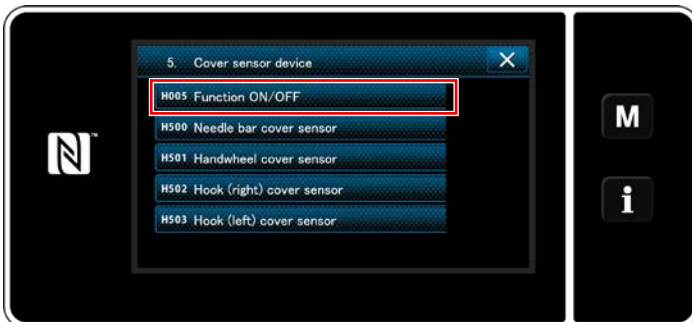 5. Cover sensor device
H005 Function ON/OFF
H500 Needle bar cover sensor
H501 Handwheel cover sensor
H502 Hook (right) cover sensor
H503 Hook (left) cover sensor
M
i